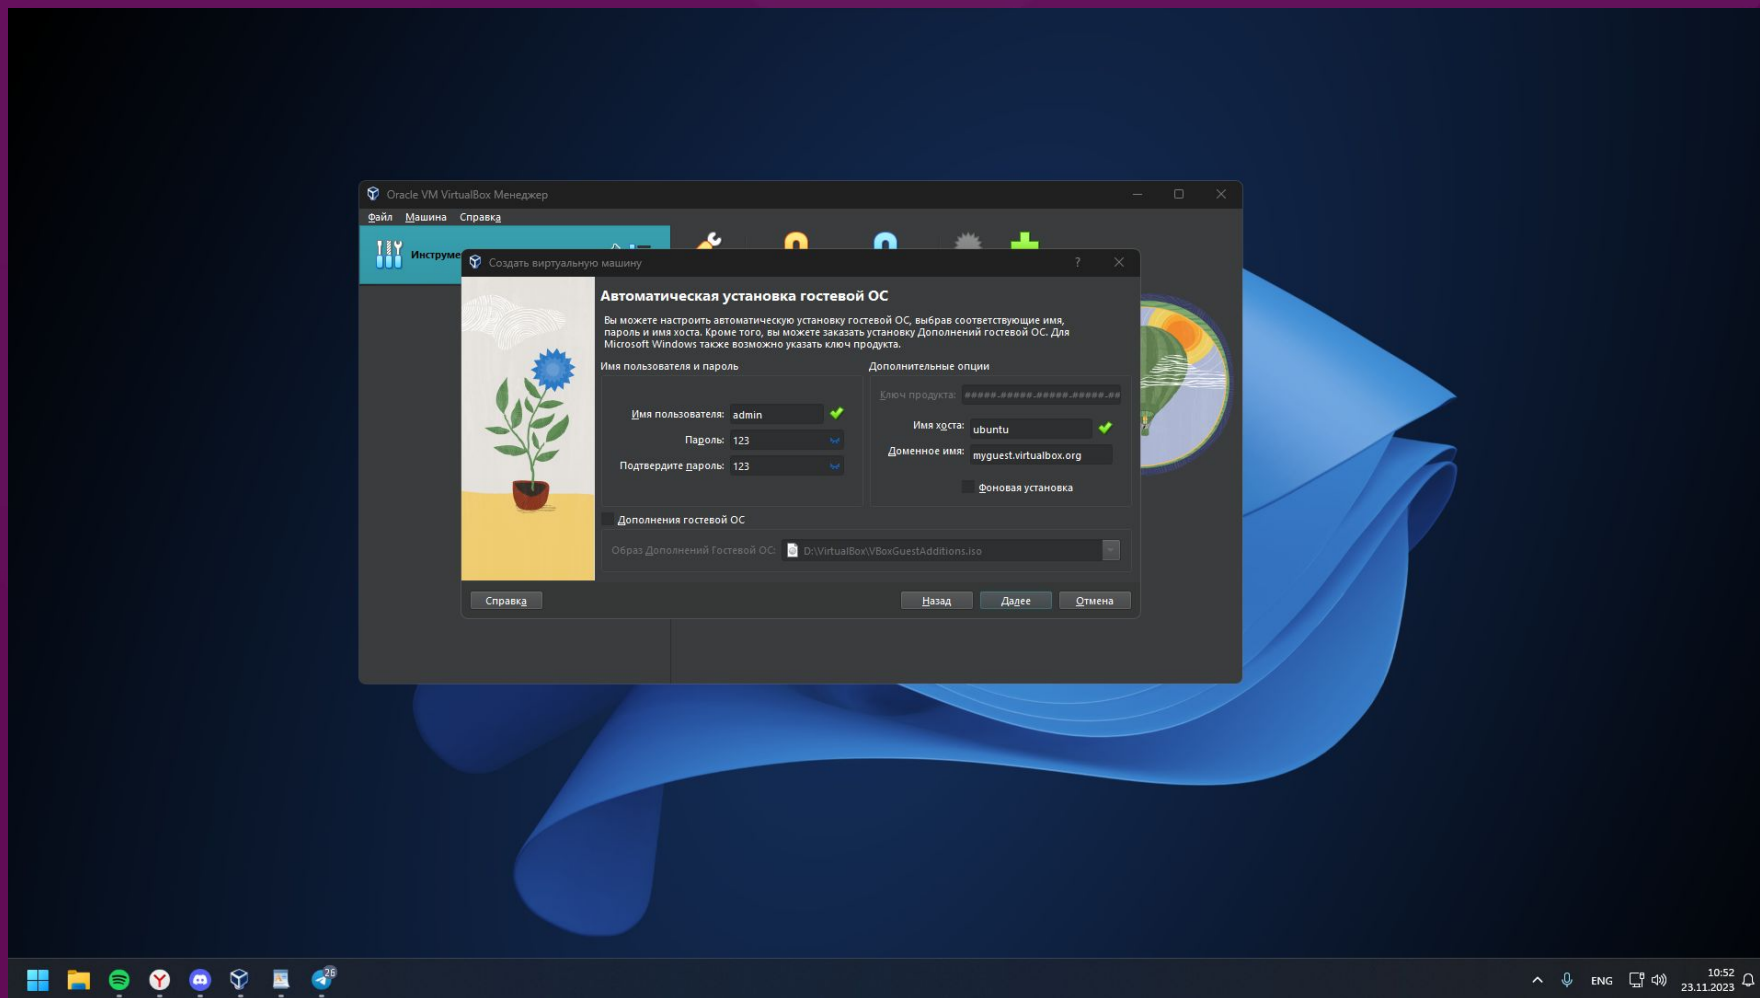 Oracle VM VirtualBox Менеджер
Файл Машина Справка
Создать виртуальную машину ?
Автоматическая установка гостевой ОС
Вы можете настроить автоматическую установку гостевой ОС, выбрав соответствующие имя,
пароль и имя хоста. Кроме того, вы можете заказать установку Дополнений гостевой ОС. Для
Microsoft Windows также возможно указать ключ продукта.
Имя пользователя и пароль
Имя пользователя: admin
Пароль: 123
Подтвердите пароль: 123
Дополнительные опции
Ключ продукта: #####-#####-#####-#####-##
Имя хоста: ubuntu
Доменное имя: myguest.virtualbox.org
Фоновая установка
Дополнения гостевой ОС
Образ Дополнений Гостевой ОС: D:\VirtualBox\VBoxGuestAdditions.iso
Справка Назад Далее Отмена
26
ENG
10:52
23.11.2023